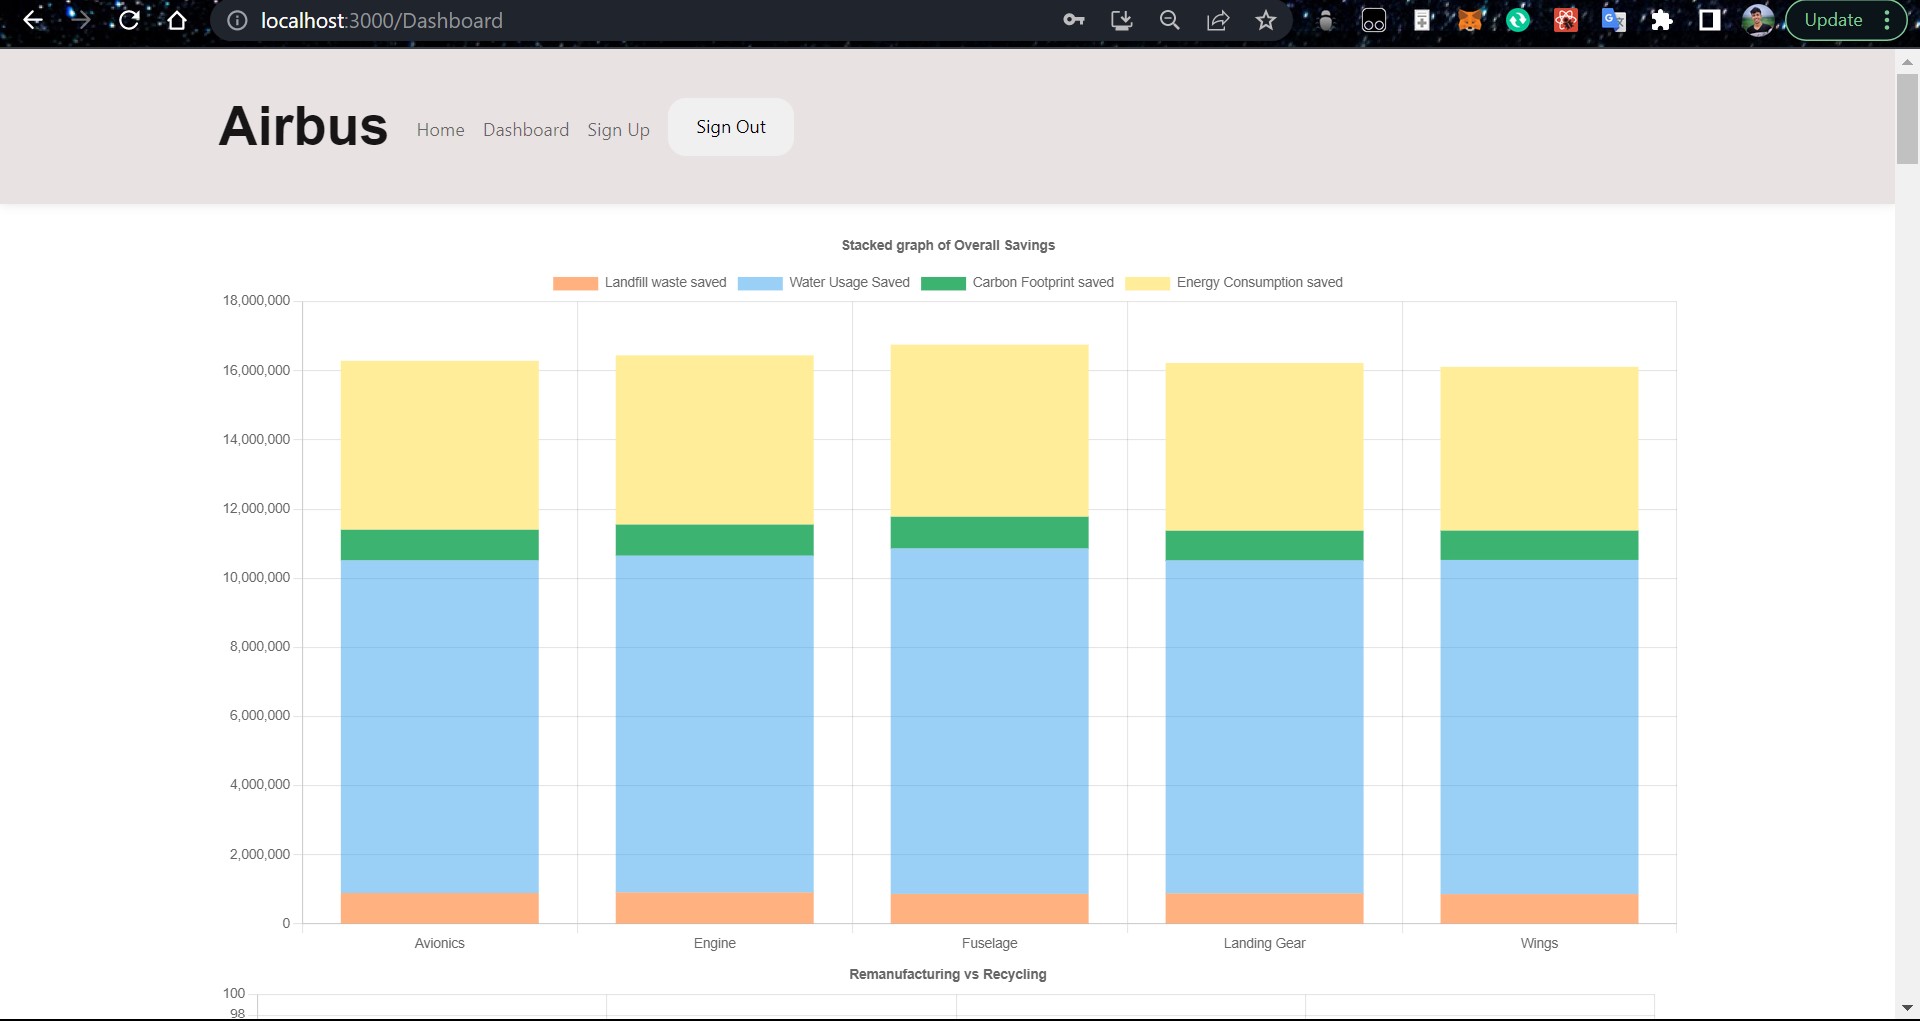 localhost:3000/Dashboard
Update
Airbus Home Dashboard Sign Up Sign Out
Stacked graph of Overall Savings
Landfill waste saved Water Usage Saved Carbon Footprint saved Energy Consumption saved
18,000,000
16,000,000
14,000,000
12,000,000
10,000,000
8,000,000
6,000,000
4,000,000
2,000,000
0
Avionics Engine Fuselage Landing Gear Wings
Remanufacturing vs Recycling
100
98